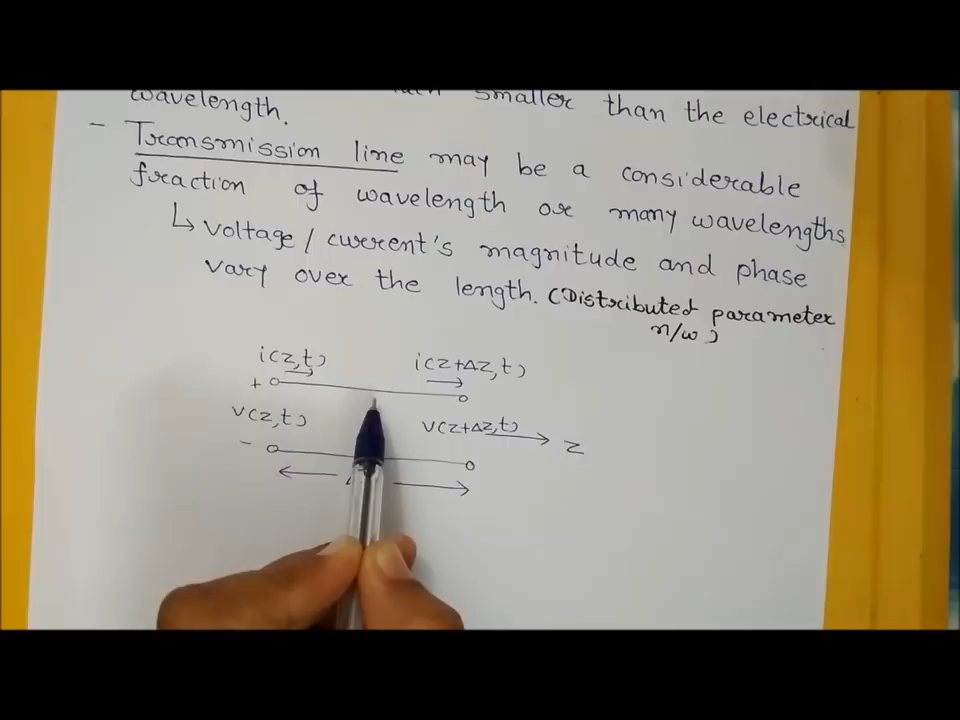 wavelength. smaller than the electrical
- Transmission line may be a considerable
fraction of wavelength or many wavelengths
↳ voltage / current's magnitude and phase
vary over the length. (Distributed parameter
n/w)
i(z,t) i(z+Δz,t)
+
v(z,t) v(z+Δz,t)
- z